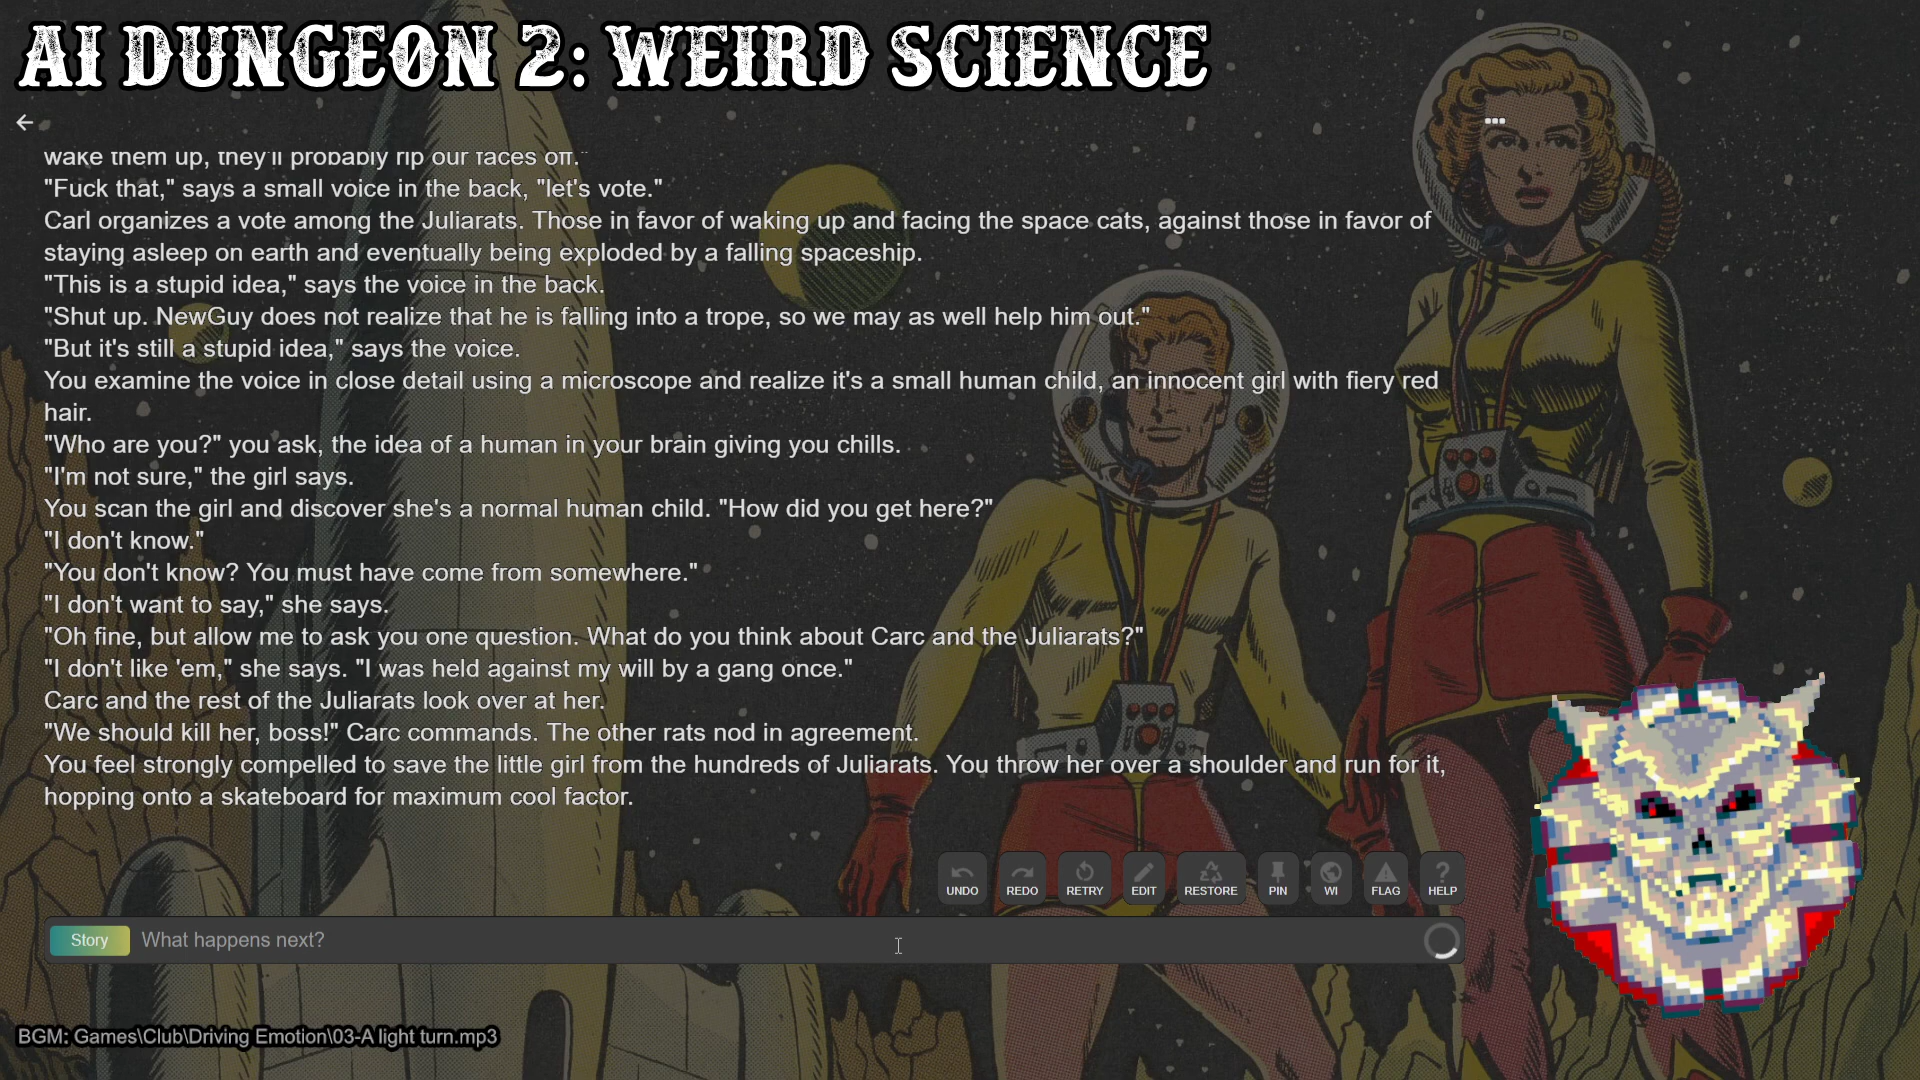 AI DUNGEON 2: WEIRD SCIENCE
wake them up, they'll probably rip our faces off."
"Fuck that," says a small voice in the back, "let's vote."
Carl organizes a vote among the Juliarats. Those in favor of waking up and facing the space cats, against those in favor of
staying asleep on earth and eventually being exploded by a falling spaceship.
"This is a stupid idea," says the voice in the back.
"Shut up. NewGuy does not realize that he is falling into a trope, so we may as well help him out."
"But it's still a stupid idea," says the voice.
You examine the voice in close detail using a microscope and realize it's a small human child, an innocent girl with fiery red
hair.
"Who are you?" you ask, the idea of a human in your brain giving you chills.
"I'm not sure," the girl says.
You scan the girl and discover she's a normal human child. "How did you get here?"
"I don't know."
"You don't know? You must have come from somewhere."
"I don't want to say," she says.
"Oh fine, but allow me to ask you one question. What do you think about Carc and the Juliarats?"
"I don't like 'em," she says. "I was held against my will by a gang once."
Carc and the rest of the Juliarats look over at her.
"We should kill her, boss!" Carc commands. The other rats nod in agreement.
You feel strongly compelled to save the little girl from the hundreds of Juliarats. You throw her over a shoulder and run for it,
hopping onto a skateboard for maximum cool factor.
UNDO REDO RETRY EDIT RESTORE PIN WI FLAG HELP
Story What happens next?
BGM: Games\Club\Driving Emotion\03-A light turn.mp3